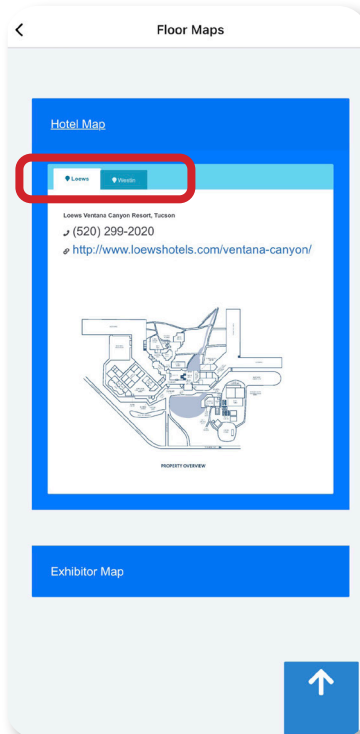 Floor Maps
Hotel Map
Loews
Westin
Loews Ventana Canyon Resort, Tucson
(520) 299-2020
http://www.loewshotels.com/ventana-canyon/
PROPERTY OVERVIEW
Exhibitor Map